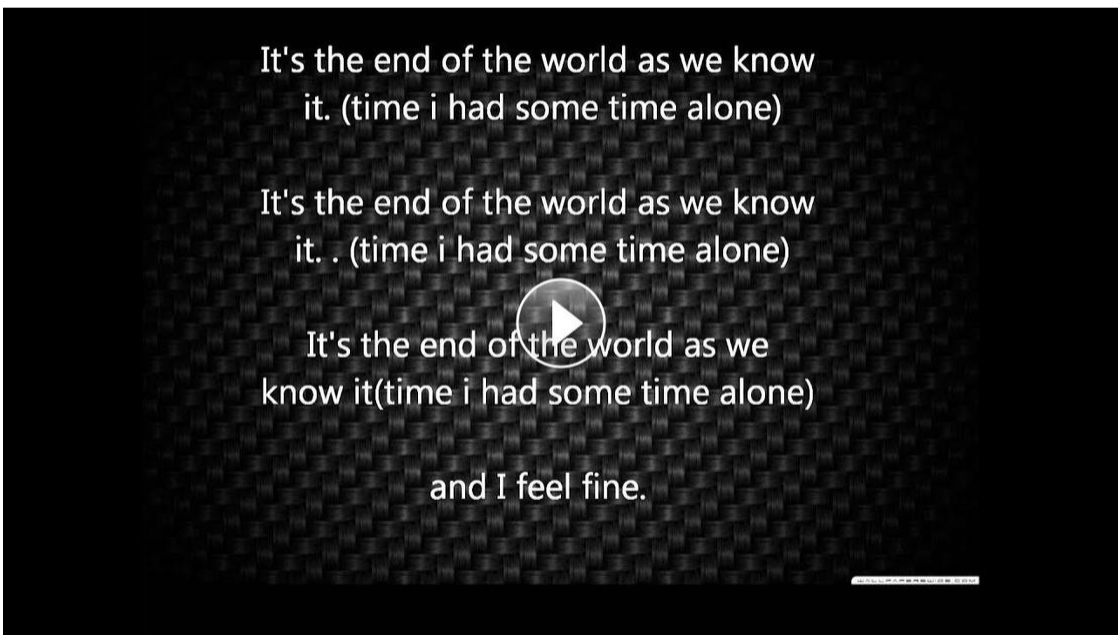 It's the end of the world as we know
it. (time i had some time alone)
It's the end of the world as we know
it. . (time i had some time alone)
It's the end of the world as we
know it(time i had some time alone)
and I feel fine.
WALLPAPERSWIDE.COM